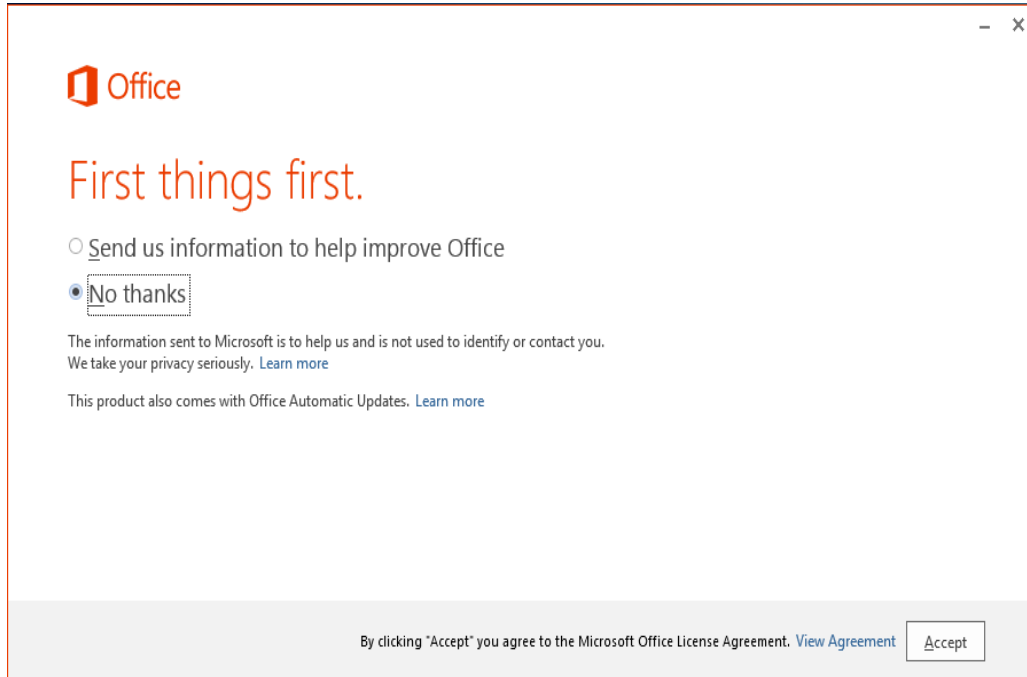 Office
First things first.
Send us information to help improve Office
No thanks
The information sent to Microsoft is to help us and is not used to identify or contact you.
We take your privacy seriously. Learn more
This product also comes with Office Automatic Updates. Learn more
By clicking "Accept" you agree to the Microsoft Office License Agreement. View Agreement Accept